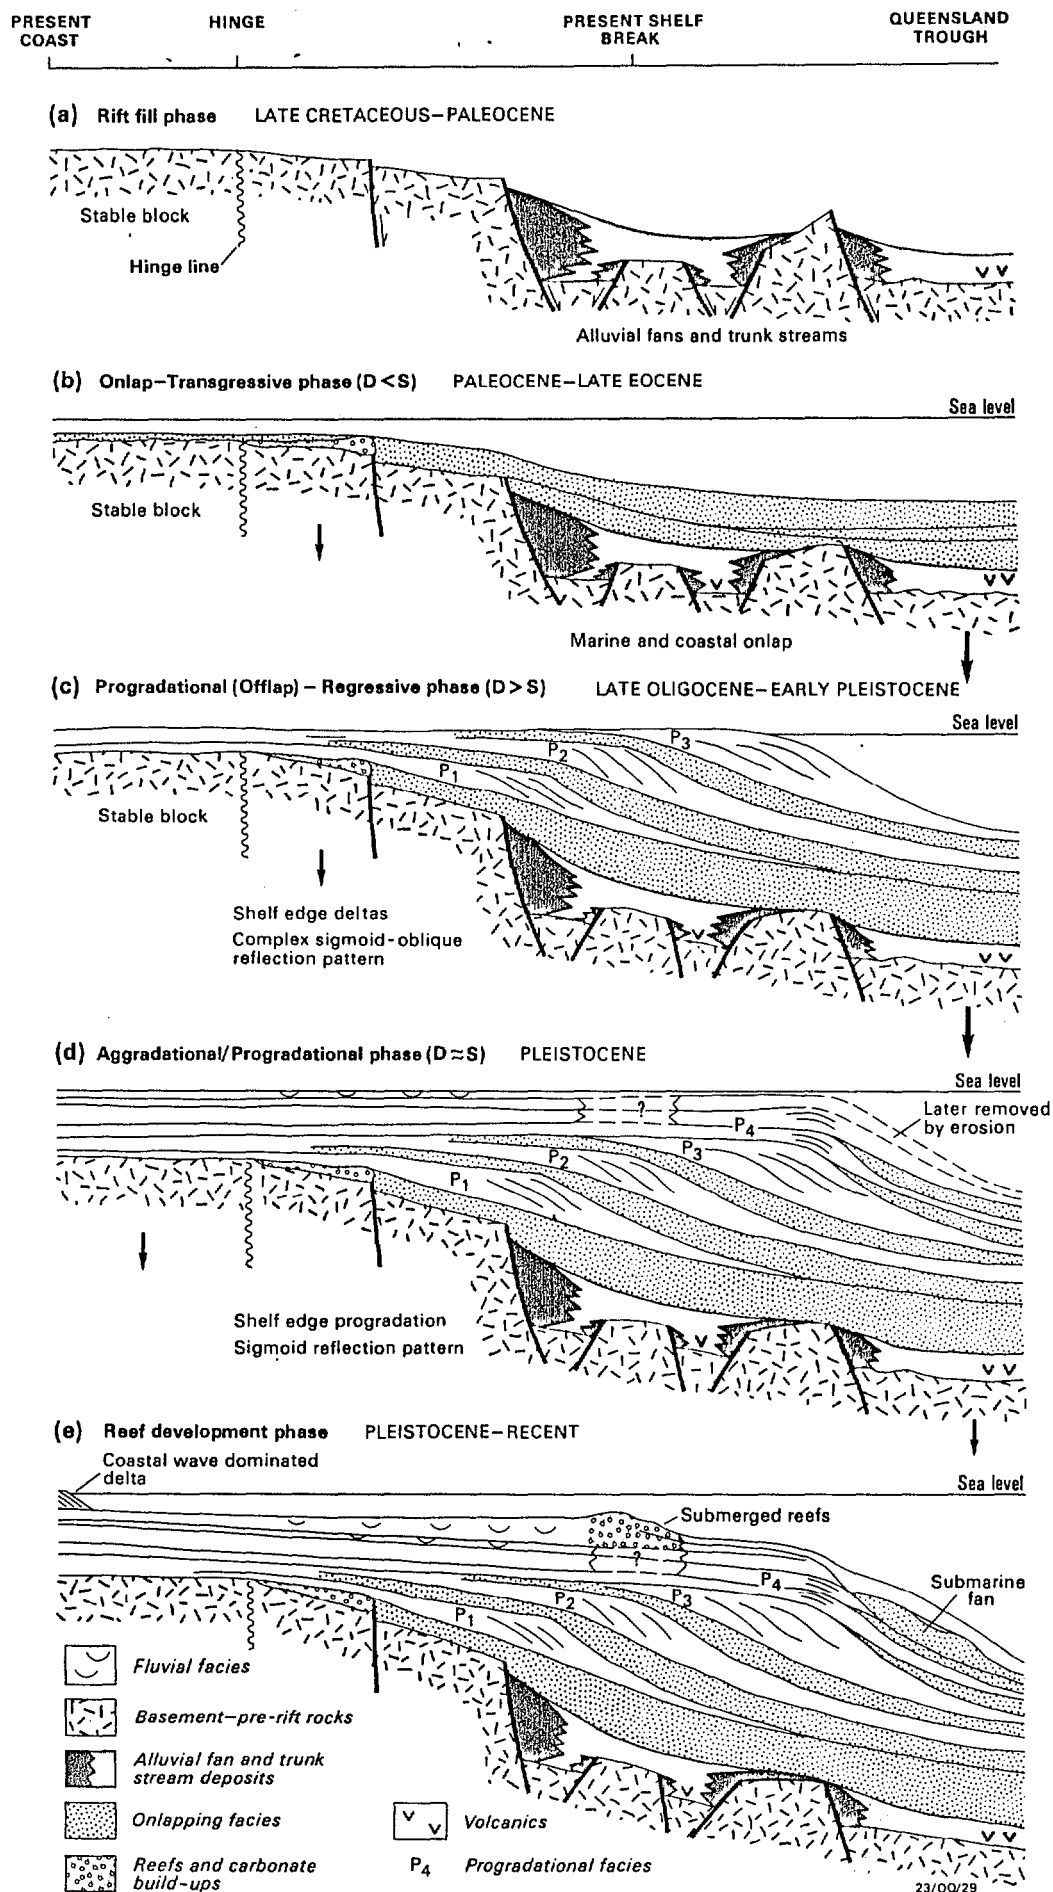 PRESENT COAST
HINGE
PRESENT SHELF BREAK
QUEENSLAND TROUGH
(a) Rift fill phase LATE CRETACEOUS–PALEOCENE
Stable block
Hinge line
Alluvial fans and trunk streams
(b) Onlap–Transgressive phase (D<S) PALEOCENE–LATE EOCENE
Sea level
Stable block
Marine and coastal onlap
(c) Progradational (Offlap) – Regressive phase (D>S) LATE OLIGOCENE–EARLY PLEISTOCENE
Sea level
P3
P2
P1
Stable block
Shelf edge deltas
Complex sigmoid-oblique
reflection pattern
(d) Aggradational/Progradational phase (D≈S) PLEISTOCENE
Sea level
Later removed
by erosion
?
P4
P3
P2
P1
Shelf edge progradation
Sigmoid reflection pattern
(e) Reef development phase PLEISTOCENE–RECENT
Coastal wave dominated
delta
Sea level
Submerged reefs
?
P4
Submarine
fan
P3
P2
P1
Fluvial facies
Basement–pre-rift rocks
Alluvial fan and trunk
stream deposits
Onlapping facies
Volcanics
Reefs and carbonate
build-ups
P4 Progradational facies
23/OQ/29